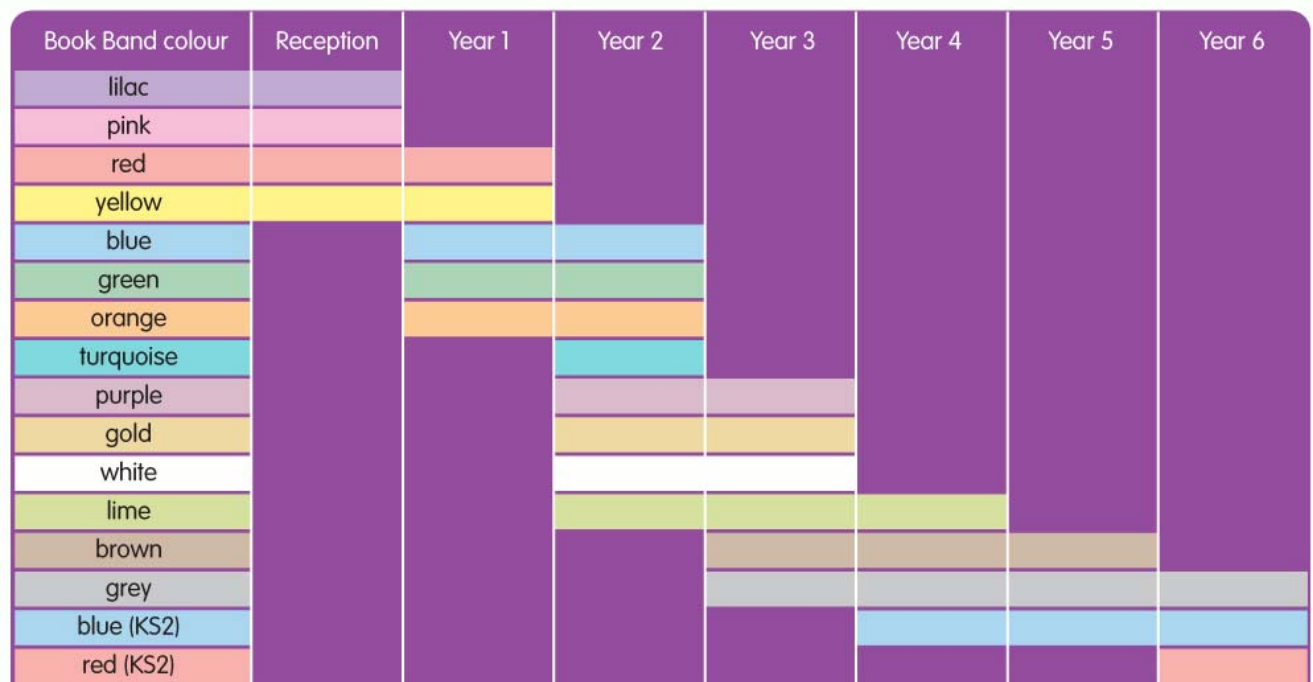 Book Band colour Reception Year 1 Year 2 Year 3 Year 4 Year 5 Year 6
lilac
pink
red
yellow
blue
green
orange
turquoise
purple
gold
white
lime
brown
grey
blue (KS2)
red (KS2)